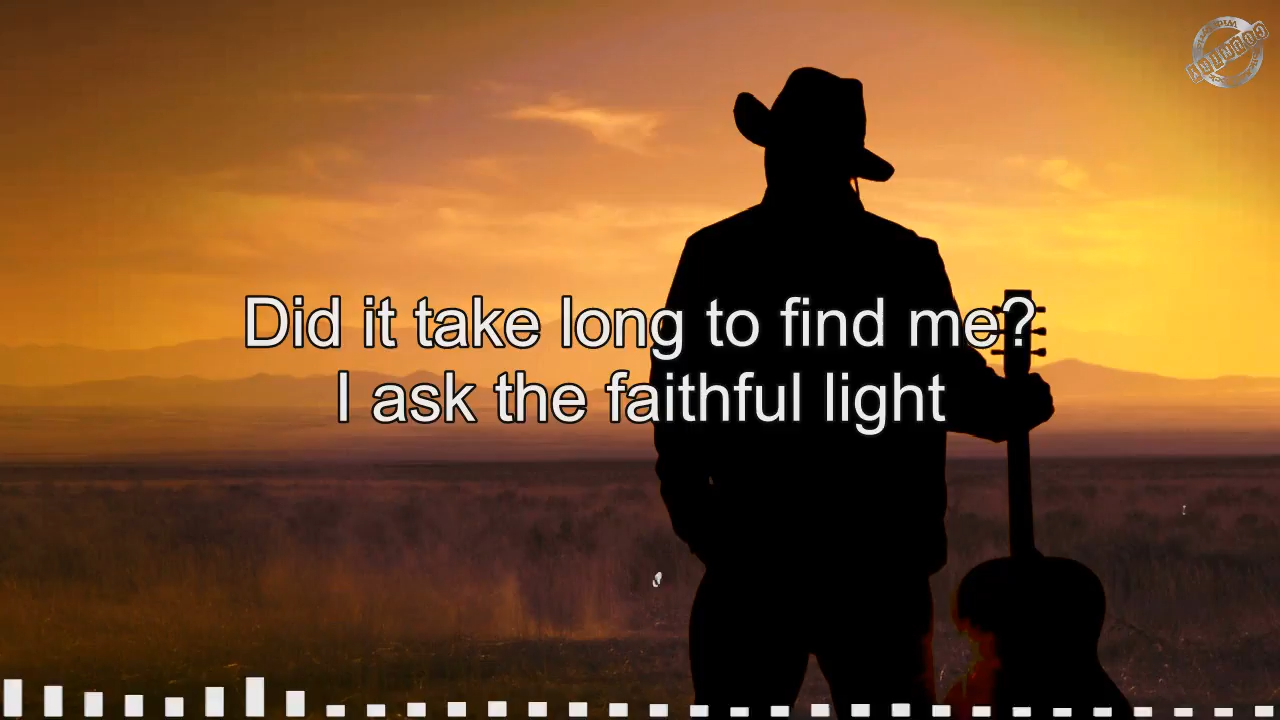 Did it take long to find me?
I ask the faithful light